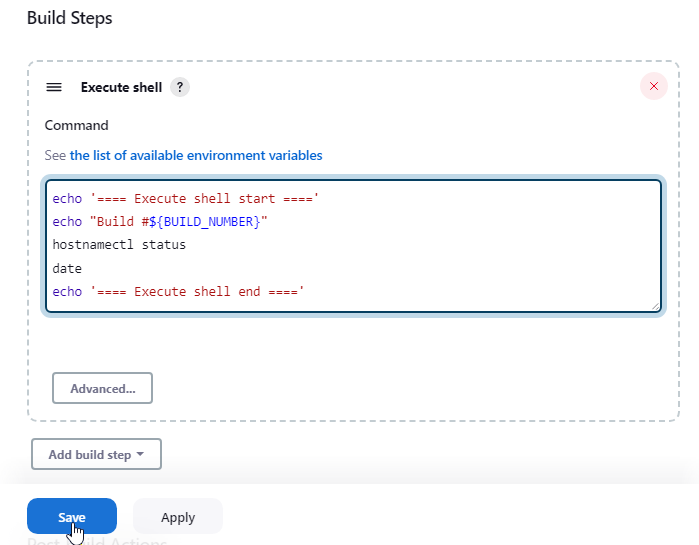 Build Steps
Execute shell ?
Command
See the list of available environment variables
echo '==== Execute shell start ===='
echo "Build #${BUILD_NUMBER}"
hostnamectl status
date
echo '==== Execute shell end ===='
Advanced...
Add build step
Save
Apply
Post-build Actions